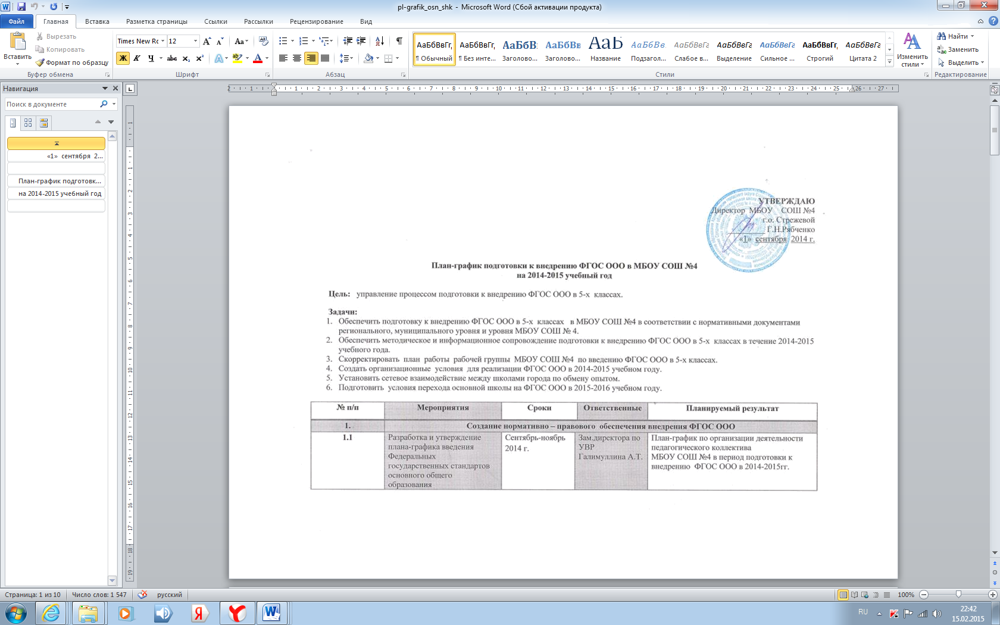 pl-grafik_osn_shk - Microsoft Word (Сбой активации продукта)
Файл Главная Вставка Разметка страницы Ссылки Рассылки Рецензирование Вид
Вставить
Вырезать
Копировать
Формат по образцу
Буфер обмена
Times New Rc 12
Ж К Ч abc x₂ x²
Шрифт
Абзац
АаБбВвГг, АаБбВвГг, АаБбВ АаБбВв АаБ АаБбВв. АаБбВвГг АаБбВвГг АаБбВвГг АаБбВвГг, АаБбВвГг
¶ Обычный ¶ Без инте... Заголово... Заголово... Название Подзагол... Слабое в... Выделение Сильное ... Строгий Цитата 2
Стили
Изменить стили
Найти
Заменить
Выделить
Редактирование
Навигация
Поиск в документе
«1» сентября 2...
План-график подготовк...
на 2014-2015 учебный год
УТВЕРЖДАЮ
Директор МБОУ СОШ №4
г.о. Стрежевой
Г.Н.Рябченко
«1» сентября 2014 г.
План-график подготовки к внедрению ФГОС ООО в МБОУ СОШ №4
на 2014-2015 учебный год
Цель: управление процессом подготовки к внедрению ФГОС ООО в 5-х классах.
Задачи:
1. Обеспечить подготовку к внедрению ФГОС ООО в 5-х классах в МБОУ СОШ №4 в соответствии с нормативными документами
регионального, муниципального уровня и уровня МБОУ СОШ № 4.
2. Обеспечить методическое и информационное сопровождение подготовки к внедрению ФГОС ООО в 5-х классах в течение 2014-2015
учебного года.
3. Скорректировать план работы рабочей группы МБОУ СОШ №4 по введению ФГОС ООО в 5-х классах.
4. Создать организационные условия для реализации ФГОС ООО в 2014-2015 учебном году.
5. Установить сетевое взаимодействие между школами города по обмену опытом.
6. Подготовить условия перехода основной школы на ФГОС ООО в 2015-2016 учебном году.
№ п/п Мероприятия Сроки Ответственные Планируемый результат
1. Создание нормативно – правового обеспечения внедрения ФГОС ООО
1.1
Разработка и утверждение
плана-графика введения
Федеральных
государственных стандартов
основного общего
образования
Сентябрь-ноябрь
2014 г.
Зам.директора по
УВР
Галимуллина А.Т.
План-график по организации деятельности
педагогического коллектива
МБОУ СОШ №4 в период подготовки к
внедрению ФГОС ООО в 2014-2015гг.
Страница: 1 из 10 Число слов: 1 547 русский 100%
RU 22:42
15.02.2015